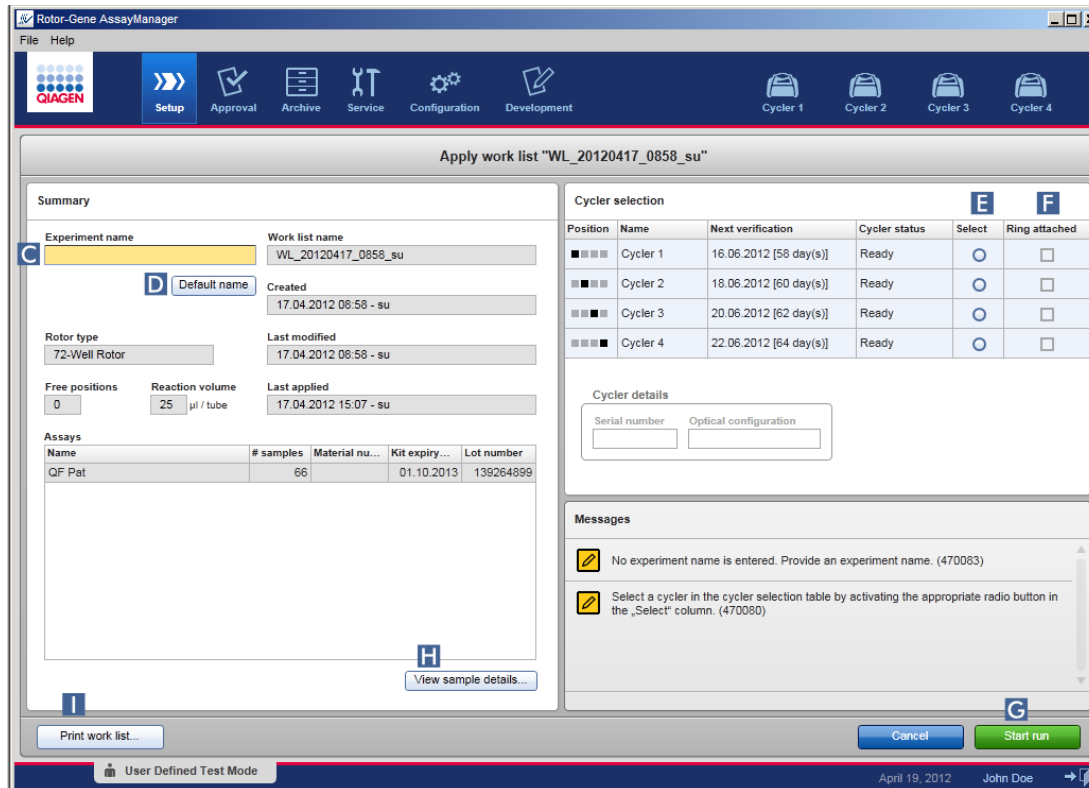 Rotor-Gene AssayManager
File Help
QIAGEN
Setup Approval Archive Service Configuration Development Cycler 1 Cycler 2 Cycler 3 Cycler 4
Apply work list "WL_20120417_0858_su"
Summary
Experiment name Work list name
C WL_20120417_0858_su
D Default name Created
17.04.2012 08:58 - su
Rotor type Last modified
72-Well Rotor 17.04.2012 08:58 - su
Free positions Reaction volume Last applied
0 25 µl / tube 17.04.2012 15:07 - su
Assays
Name # samples Material nu... Kit expiry... Lot number
QF Pat 66 01.10.2013 139264899
H
View sample details...
Cycler selection E F
Position Name Next verification Cycler status Select Ring attached
Cycler 1 16.06.2012 [58 day(s)] Ready
Cycler 2 18.06.2012 [60 day(s)] Ready
Cycler 3 20.06.2012 [62 day(s)] Ready
Cycler 4 22.06.2012 [64 day(s)] Ready
Cycler details
Serial number Optical configuration
Messages
No experiment name is entered. Provide an experiment name. (470083)
Select a cycler in the cycler selection table by activating the appropriate radio button in
the „Select“ column. (470080)
I G
Print work list... Cancel Start run
User Defined Test Mode April 19, 2012 John Doe